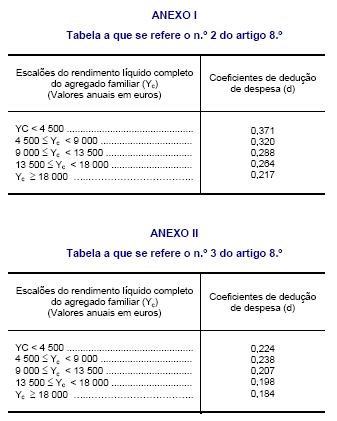 ANEXO I
Tabela a que se refere o n.º 2 do artigo 8.º
Escalões do rendimento líquido completo
do agregado familiar (Yc)
(Valores anuais em euros)
Coeficientes de dedução
de despesa (d)
YC < 4 500 .................................................. 0,371
4 500 ≤ Yc < 9 000 .................................... 0,320
9 000 ≤ Yc < 13 500 .................................. 0,288
13 500 ≤ Yc < 18 000 ................................ 0,264
Yc ≥ 18 000 ........................................ 0,217
ANEXO II
Tabela a que se refere o n.º 3 do artigo 8.º
Escalões do rendimento líquido completo
do agregado familiar (Yc)
(Valores anuais em euros)
Coeficientes de dedução
de despesa (d)
YC < 4 500 .................................................. 0,224
4 500 ≤ Yc < 9 000 .................................... 0,238
9 000 ≤ Yc < 13 500 .................................. 0,207
13 500 ≤ Yc < 18 000 ................................ 0,198
Yc ≥ 18 000 ........................................ 0,184